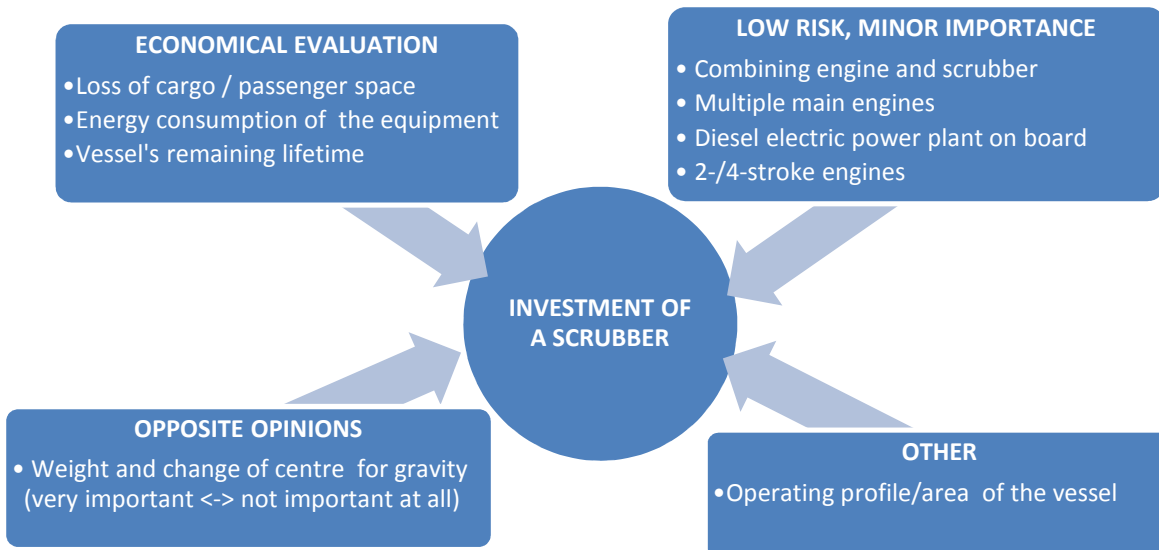 ECONOMICAL EVALUATION
•Loss of cargo / passenger space
•Energy consumption of the equipment
•Vessel's remaining lifetime
LOW RISK, MINOR IMPORTANCE
• Combining engine and scrubber
• Multiple main engines
• Diesel electric power plant on board
• 2-/4-stroke engines
INVESTMENT OF
A SCRUBBER
OPPOSITE OPINIONS
• Weight and change of centre for gravity
(very important <-> not important at all)
OTHER
•Operating profile/area of the vessel